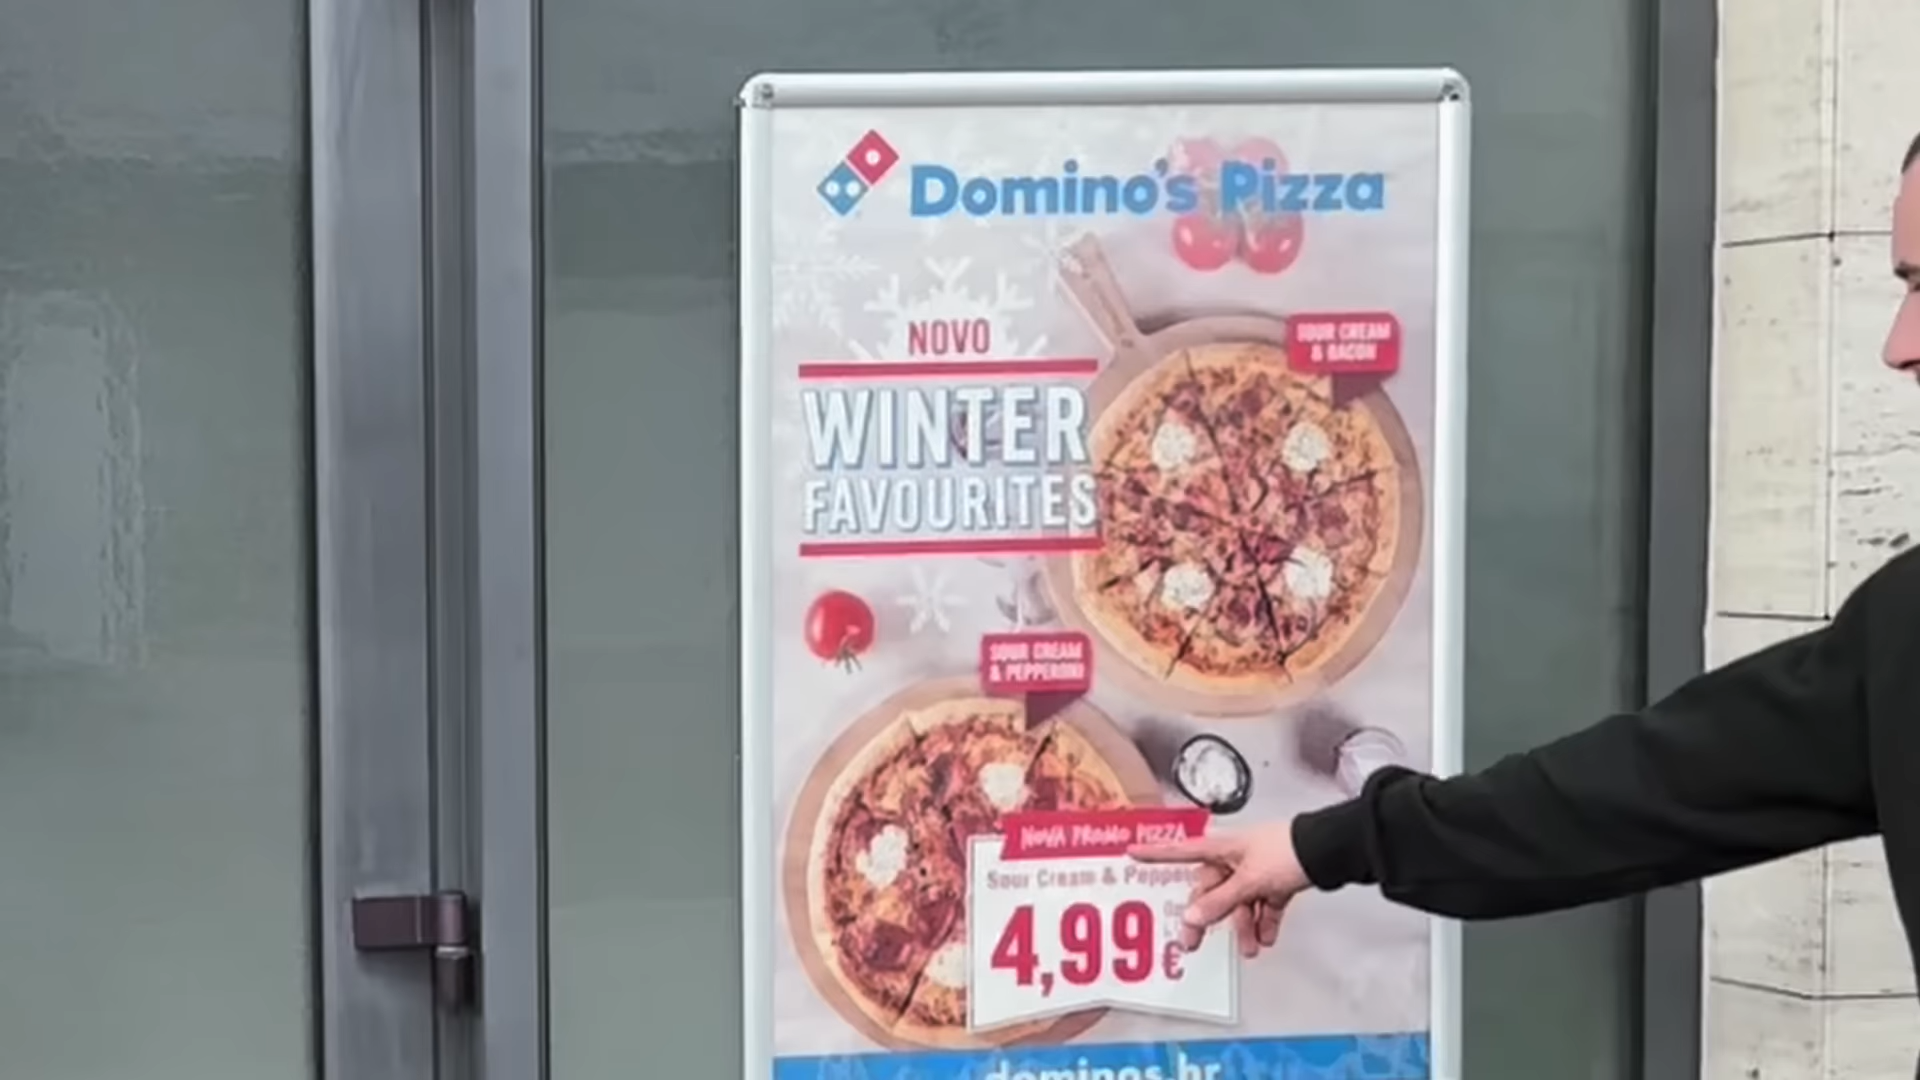 Domino's Pizza
NOVO
WINTER
FAVOURITES
SOUR CREAM
& BACON
SOUR CREAM
& PEPPERONI
NOVA PROMO PIZZA
Sour Cream &
4,99
€
dominos.hr